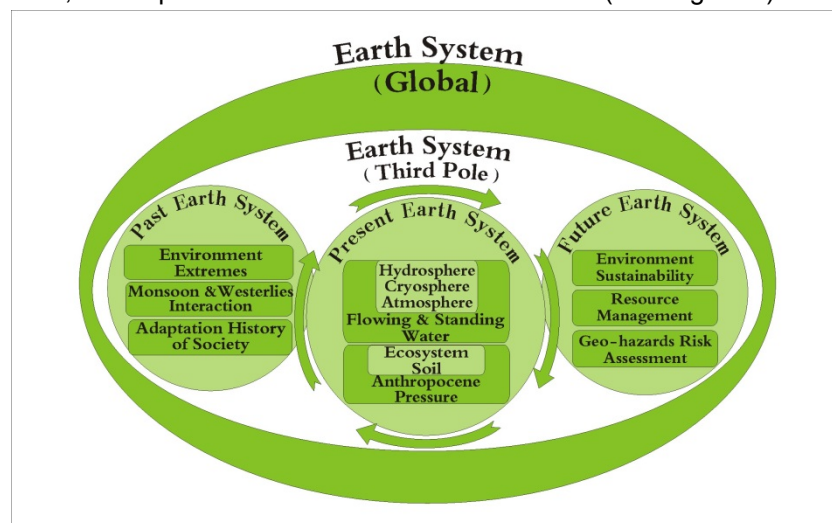 Earth System
(Global)
Earth System
(Third Pole)
Past Earth System
Environment
Extremes
Monsoon & Westlies
Interaction
Adaptation History
of Society
Present Earth System
Hydrosphere
Cryosphere
Atmosphere
Flowing & Standing
Water
Ecosystem
Soil
Anthropocene
Pressure
Future Earth System
Environment
Sustainability
Resource
Management
Geo-hazards Risk
Assessment